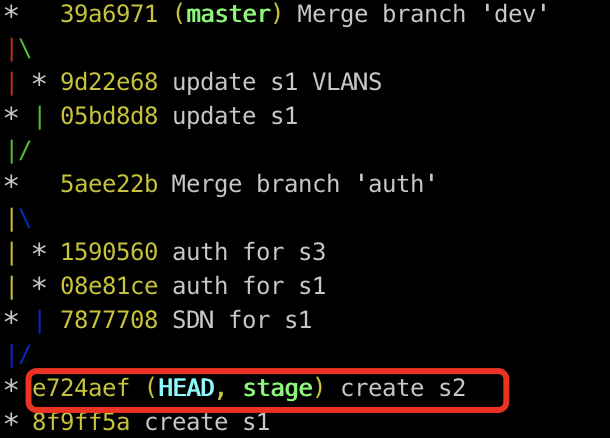 *   39a6971 (master) Merge branch 'dev'
|\
| * 9d22e68 update s1 VLANS
* | 05bd8d8 update s1
|/
*   5aee22b Merge branch 'auth'
|\
| * 1590560 auth for s3
| * 08e81ce auth for s1
* | 7877708 SDN for s1
|/
* e724aef (HEAD, stage) create s2
* 8f9ff5a create s1